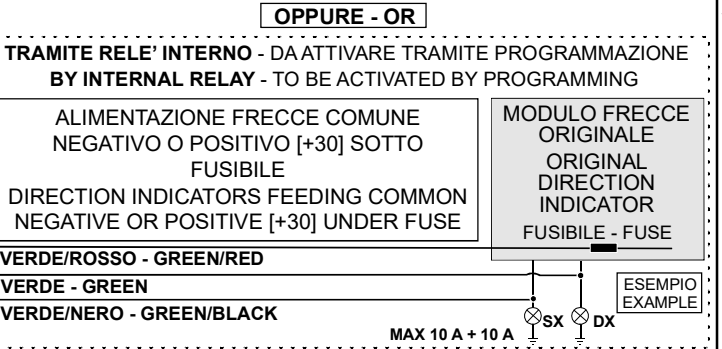 OPPURE - OR
TRAMITE RELE' INTERNO - DA ATTIVARE TRAMITE PROGRAMMAZIONE
BY INTERNAL RELAY - TO BE ACTIVATED BY PROGRAMMING
ALIMENTAZIONE FRECCE COMUNE
NEGATIVO O POSITIVO [+30] SOTTO
FUSIBILE
DIRECTION INDICATORS FEEDING COMMON
NEGATIVE OR POSITIVE [+30] UNDER FUSE
MODULO FRECCE
ORIGINALE
ORIGINAL
DIRECTION
INDICATOR
FUSIBILE - FUSE
VERDE/ROSSO - GREEN/RED
VERDE - GREEN
VERDE/NERO - GREEN/BLACK
ESEMPIO
EXAMPLE
SX
DX
MAX 10 A + 10 A